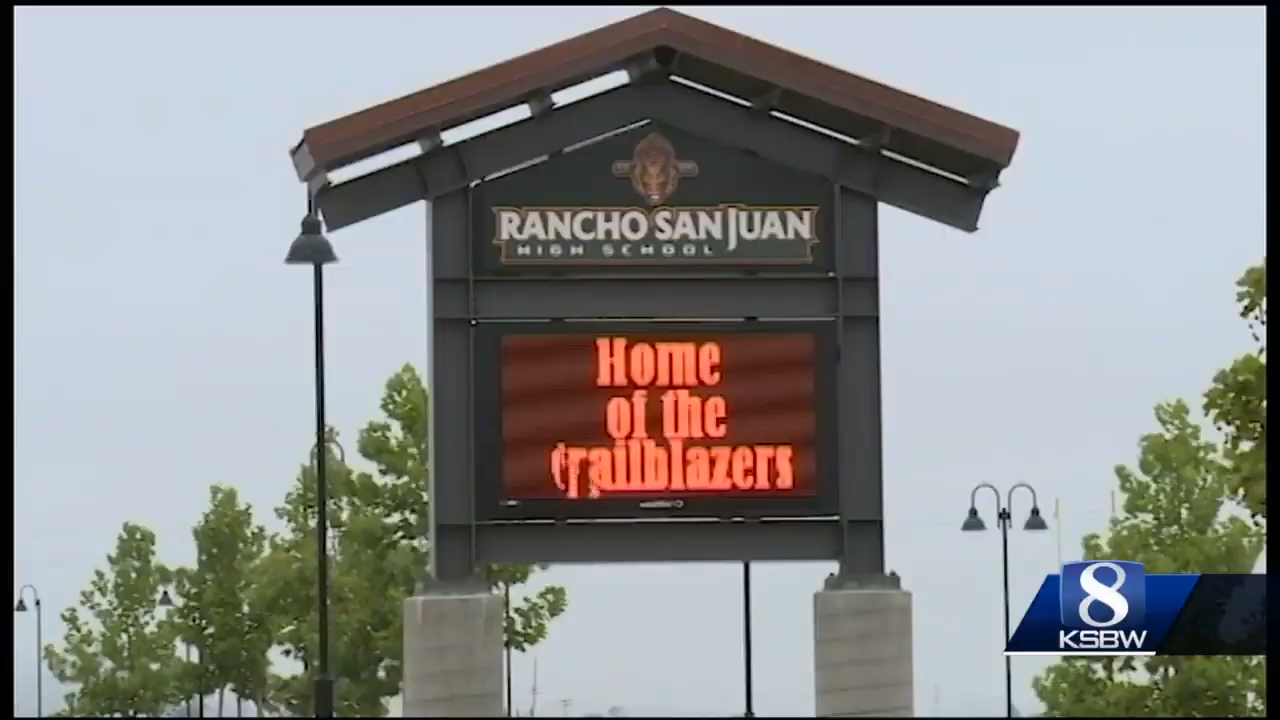 RANCHO SAN JUAN
HIGH SCHOOL
Home
of the
trailblazers
8
KSBW